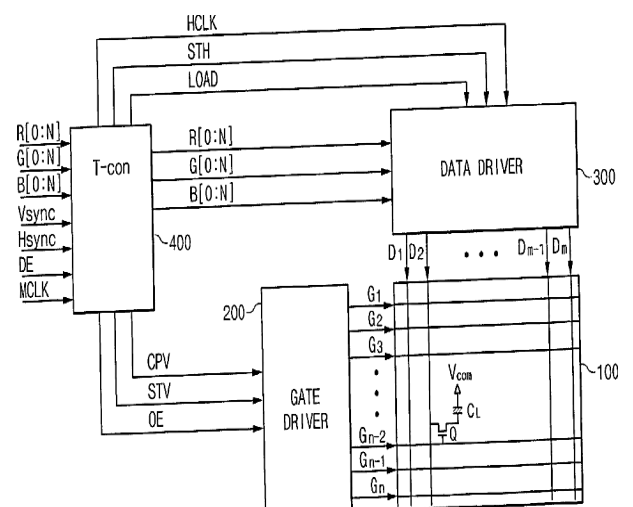 HCLK
STH
LOAD
R[0:N]
G[0:N]
B[0:N]
Vsync
Hsync
DE
MCLK
T-con
400
R[0:N]
G[0:N]
B[0:N]
DATA DRIVER
300
D1 D2 • • • Dm-1 Dm
CPV
STV
OE
200
GATE
DRIVER
G1
G2
G3
•
•
•
Gn-2
Gn-1
Gn
Vcom
CL
Q
100